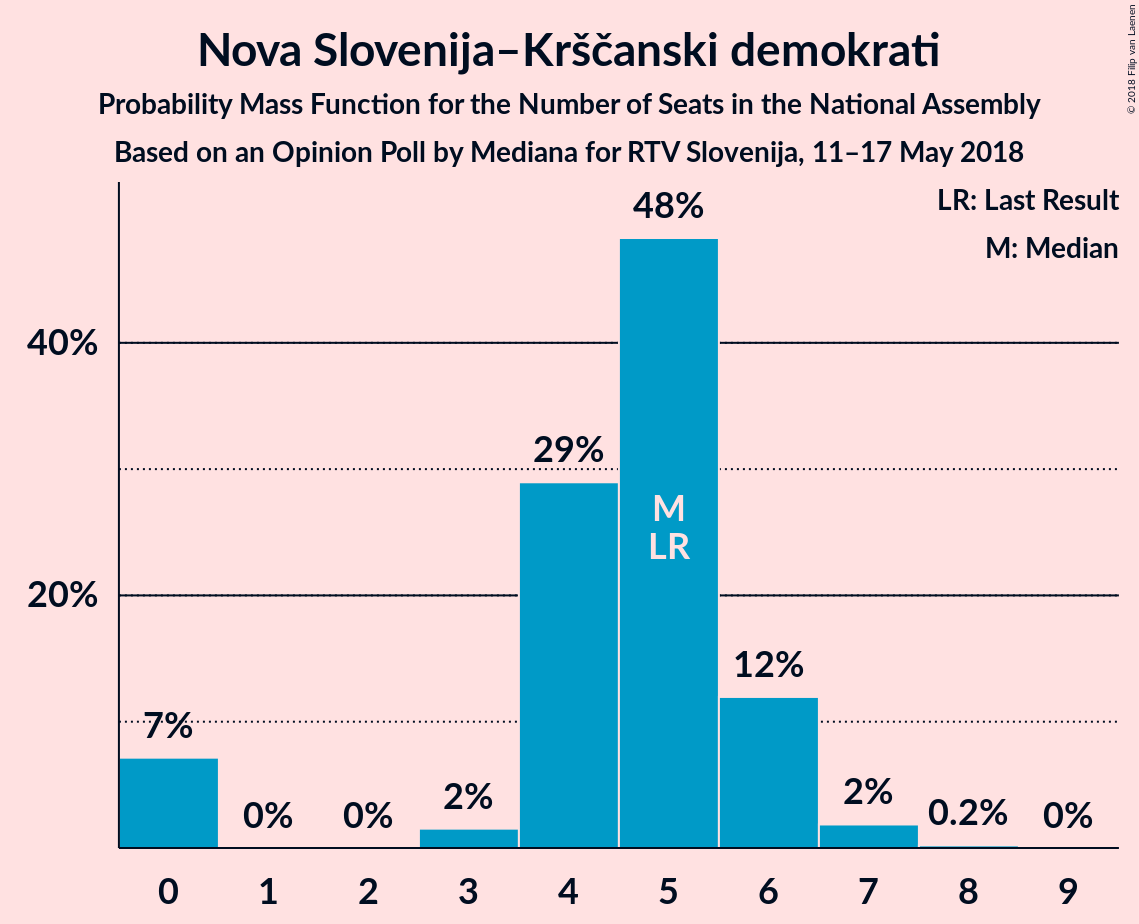 Nova Slovenija–Krščanski demokrati
Probability Mass Function for the Number of Seats in the National Assembly
Based on an Opinion Poll by Mediana for RTV Slovenija, 11–17 May 2018
© 2018 Filip van Laenen
LR: Last Result
M: Median
48%
40%
29%
M
LR
20%
12%
7%
0%
0%
2%
2%
0.2%
0%
0 1 2 3 4 5 6 7 8 9